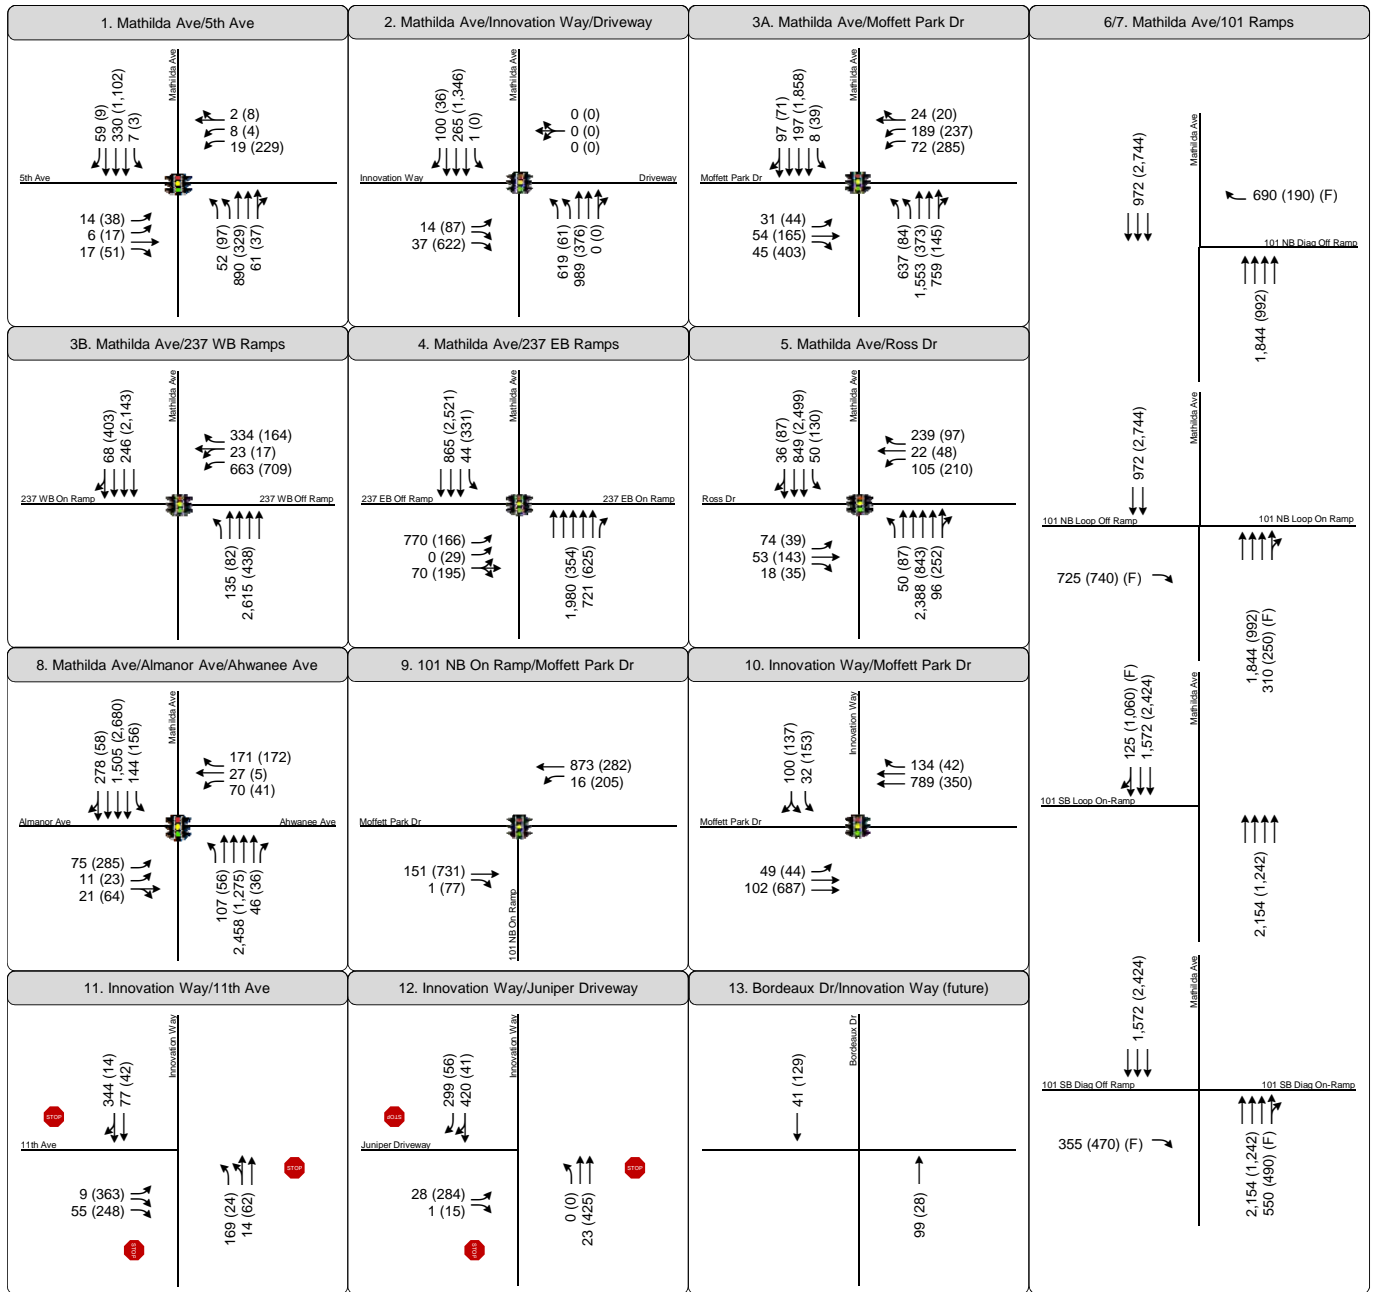 1. Mathilda Ave/5th Ave
Mathilda Ave
59 (9)
330 (1,102)
7 (3)
2 (8)
8 (4)
19 (229)
5th Ave
14 (38)
6 (17)
17 (51)
52 (97)
890 (329)
61 (37)
2. Mathilda Ave/Innovation Way/Driveway
Mathilda Ave
100 (36)
265 (1,346)
1 (0)
0 (0)
0 (0)
0 (0)
Innovation Way
Driveway
14 (87)
37 (622)
619 (61)
989 (376)
0 (0)
3A. Mathilda Ave/Moffett Park Dr
Mathilda Ave
97 (71)
197 (1,858)
8 (39)
24 (20)
189 (237)
72 (285)
Moffett Park Dr
31 (44)
54 (165)
45 (403)
637 (84)
1,553 (373)
759 (145)
6/7. Mathilda Ave/101 Ramps
Mathilda Ave
972 (2,744)
690 (190) (F)
101 NB Diag Off Ramp
1,844 (992)
Mathilda Ave
972 (2,744)
101 NB Loop Off Ramp
101 NB Loop On Ramp
725 (740) (F)
1,844 (992)
310 (250) (F)
Mathilda Ave
125 (1,060) (F)
1,572 (2,424)
101 SB Loop On-Ramp
2,154 (1,242)
Mathilda Ave
1,572 (2,424)
101 SB Diag Off Ramp
101 SB Diag On-Ramp
355 (470) (F)
2,154 (1,242)
550 (490) (F)
3B. Mathilda Ave/237 WB Ramps
Mathilda Ave
68 (403)
246 (2,143)
334 (164)
23 (17)
663 (709)
237 WB On Ramp
237 WB Off Ramp
135 (82)
2,615 (438)
4. Mathilda Ave/237 EB Ramps
Mathilda Ave
865 (2,521)
44 (331)
237 EB Off Ramp
237 EB On Ramp
770 (166)
0 (29)
70 (195)
1,980 (354)
721 (625)
5. Mathilda Ave/Ross Dr
Mathilda Ave
36 (87)
849 (2,499)
50 (130)
239 (97)
22 (48)
105 (210)
Ross Dr
74 (39)
53 (143)
18 (35)
50 (87)
2,388 (843)
96 (252)
8. Mathilda Ave/Almanor Ave/Ahwanee Ave
Mathilda Ave
278 (58)
1,505 (2,680)
144 (156)
171 (172)
27 (5)
70 (41)
Almanor Ave
Ahwanee Ave
75 (285)
11 (23)
21 (64)
107 (56)
2,458 (1,275)
46 (36)
9. 101 NB On Ramp/Moffett Park Dr
873 (282)
16 (205)
Moffett Park Dr
151 (731)
1 (77)
101 NB On Ramp
10. Innovation Way/Moffett Park Dr
Innovation Way
100 (137)
32 (153)
134 (42)
789 (350)
Moffett Park Dr
49 (44)
102 (687)
11. Innovation Way/11th Ave
Innovation Way
344 (14)
77 (42)
STOP
11th Ave
STOP
9 (363)
55 (248)
169 (24)
14 (62)
STOP
12. Innovation Way/Juniper Driveway
Innovation Way
299 (56)
420 (41)
STOP
Juniper Driveway
STOP
28 (284)
1 (15)
0 (0)
23 (425)
STOP
13. Bordeaux Dr/Innovation Way (future)
Bordeaux Dr
41 (129)
99 (28)